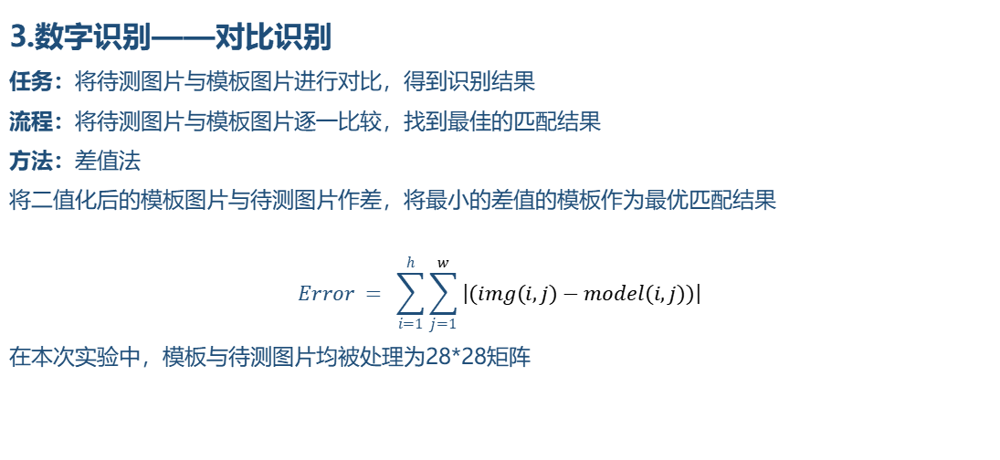 3.数字识别——对比识别
任务：将待测图片与模板图片进行对比，得到识别结果
流程：将待测图片与模板图片逐一比较，找到最佳的匹配结果
方法：差值法
将二值化后的模板图片与待测图片作差，将最小的差值的模板作为最优匹配结果
Error = ∑_{i=1}^{h} ∑_{j=1}^{w} |(img(i,j) − model(i,j))|
在本次实验中，模板与待测图片均被处理为28*28矩阵